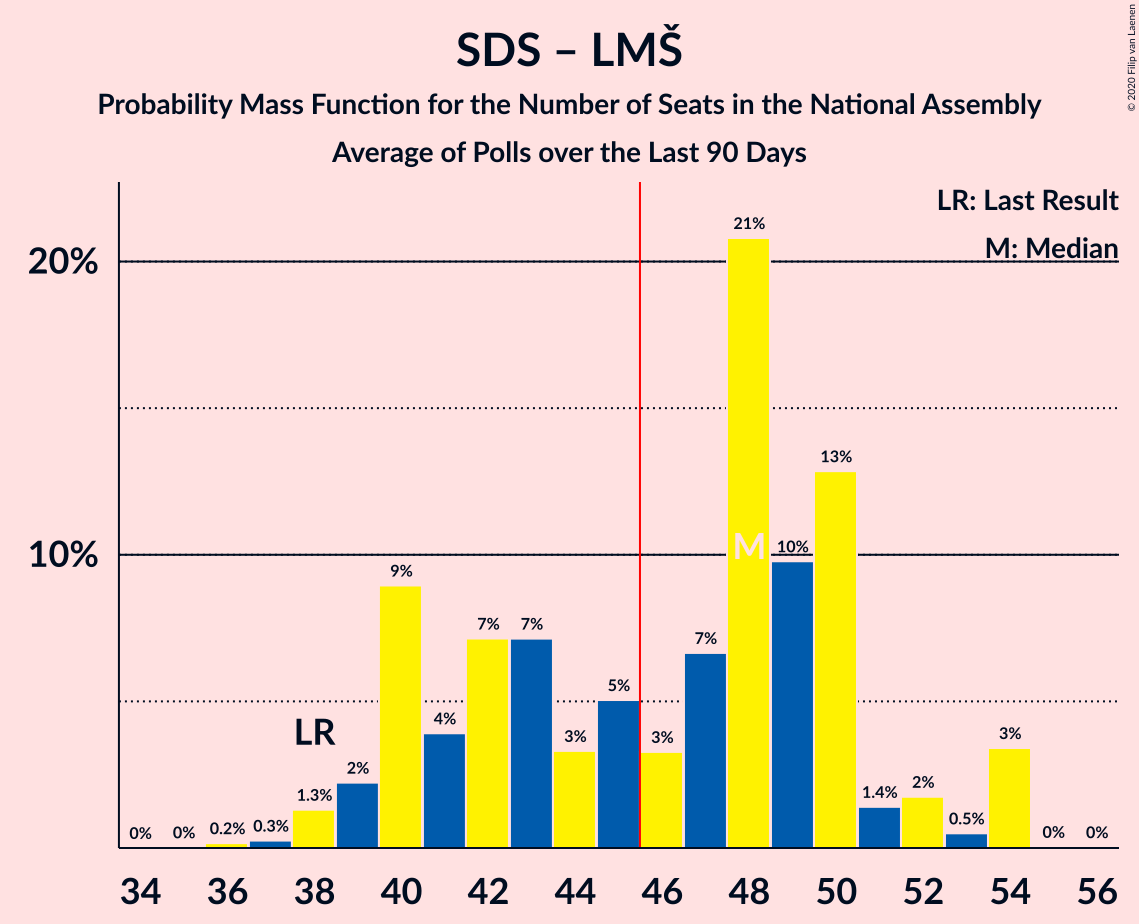 SDS – LMŠ
Probability Mass Function for the Number of Seats in the National Assembly
Average of Polls over the Last 90 Days
© 2020 Filip van Laenen
LR: Last Result
M: Median
20%
10%
0%
0%
0.2%
0.3%
1.3%
2%
9%
4%
7%
7%
3%
5%
3%
7%
21%
10%
13%
1.4%
2%
0.5%
3%
0%
0%
LR
M
34 36 38 40 42 44 46 48 50 52 54 56